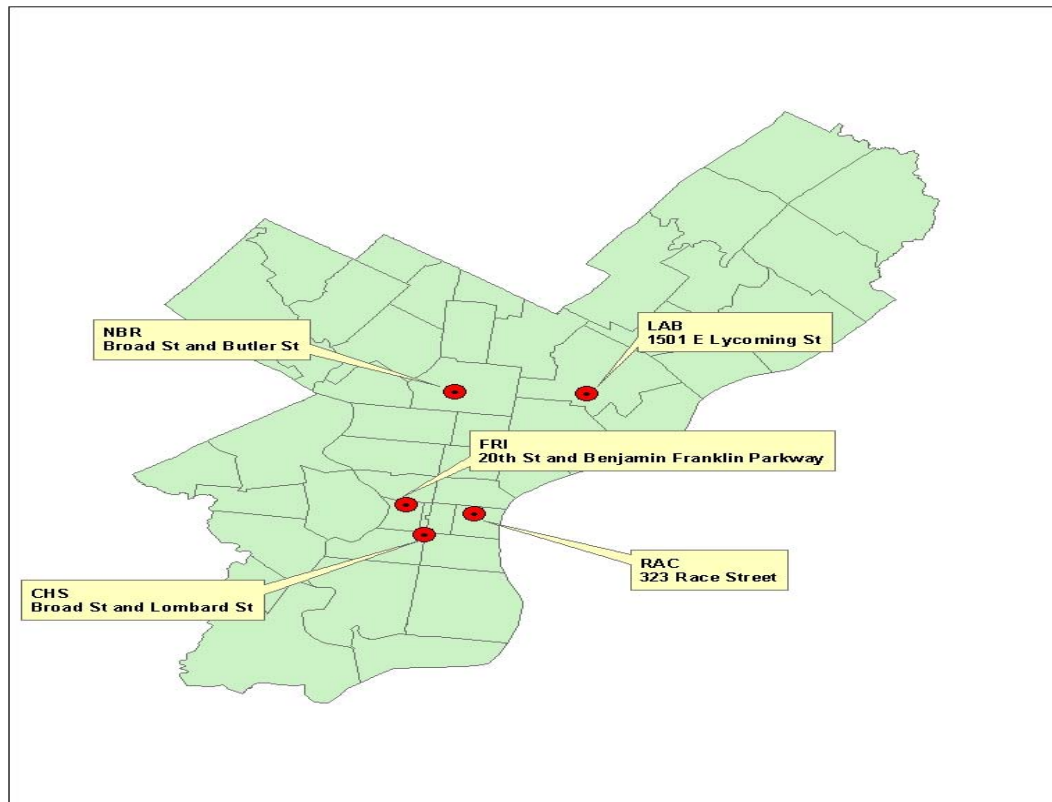 NBR
Broad St and Butler St
LAB
1501 E Lycoming St
FRI
20th St and Benjamin Franklin Parkway
RAC
323 Race Street
CHS
Broad St and Lombard St